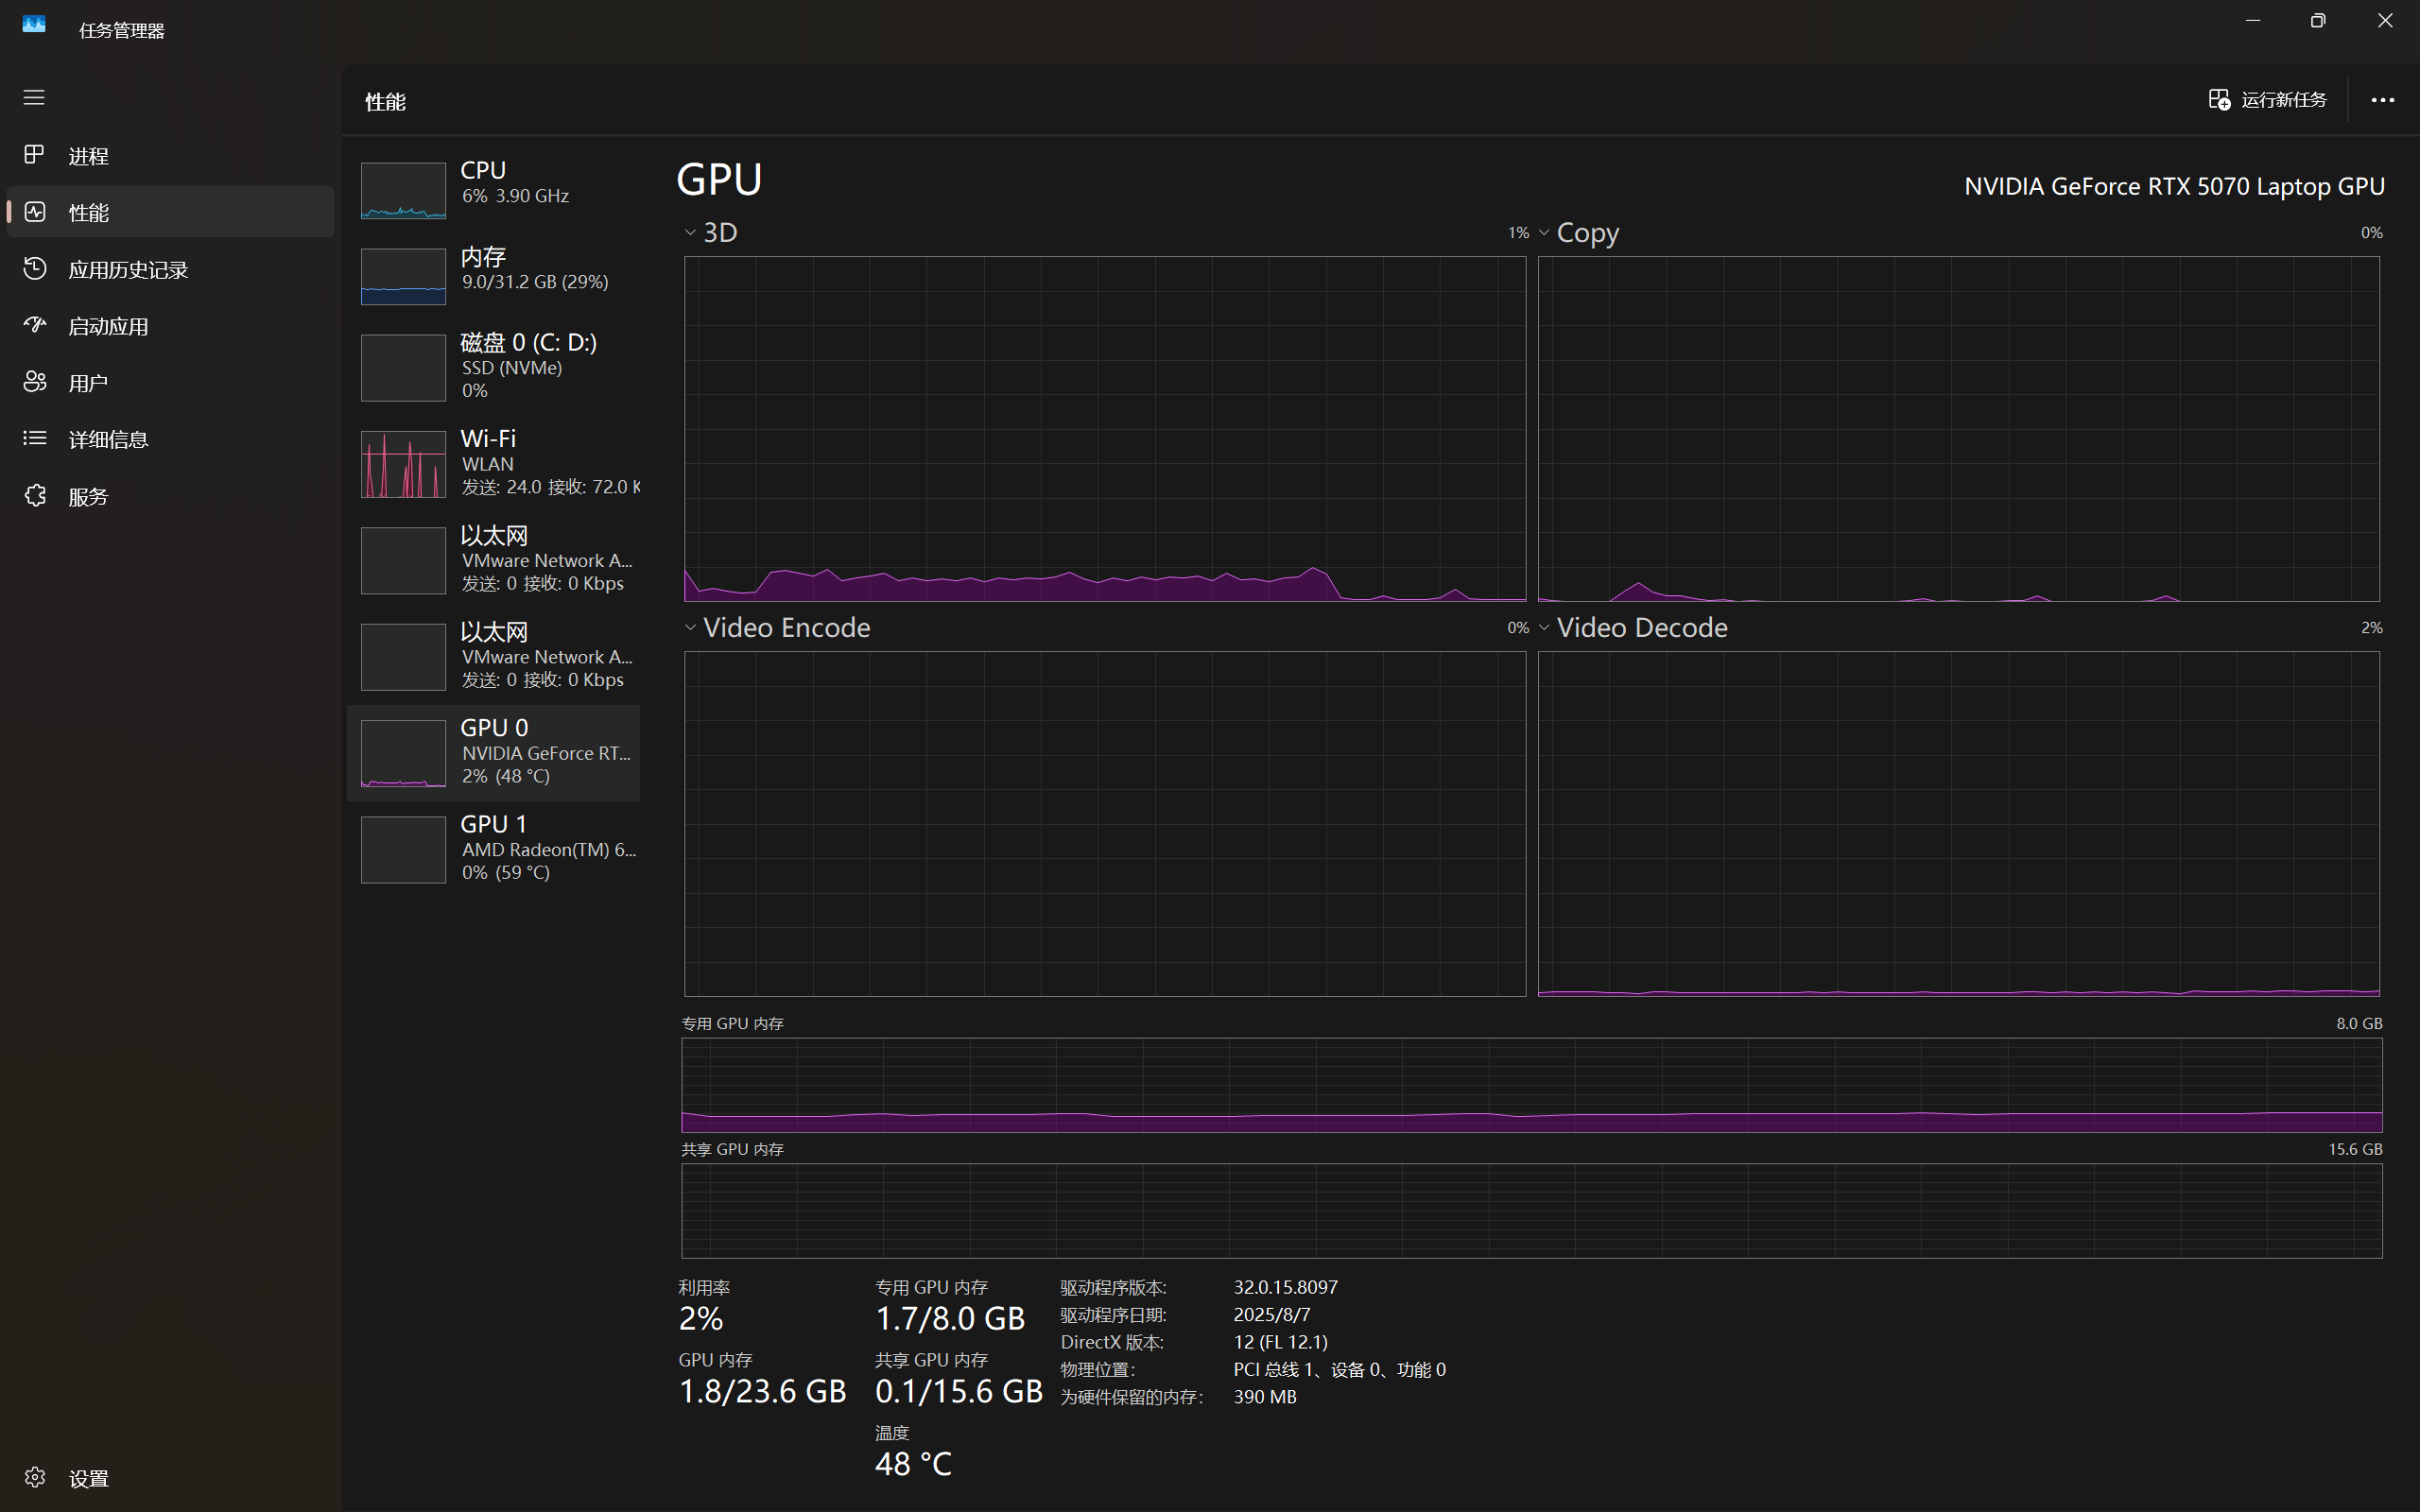 任务管理器
性能
运行新任务
进程
性能
应用历史记录
启动应用
用户
详细信息
服务
设置
CPU
6% 3.90 GHz
内存
9.0/31.2 GB (29%)
磁盘 0 (C: D:)
SSD (NVMe)
0%
Wi-Fi
WLAN
发送: 24.0 接收: 72.0 K
以太网
VMware Network A...
发送: 0 接收: 0 Kbps
以太网
VMware Network A...
发送: 0 接收: 0 Kbps
GPU 0
NVIDIA GeForce RT...
2% (48 °C)
GPU 1
AMD Radeon(TM) 6...
0% (59 °C)
GPU
NVIDIA GeForce RTX 5070 Laptop GPU
3D 1%
Copy 0%
Video Encode 0%
Video Decode 2%
专用 GPU 内存 8.0 GB
共享 GPU 内存 15.6 GB
利用率
2%
GPU 内存
1.8/23.6 GB
专用 GPU 内存
1.7/8.0 GB
共享 GPU 内存
0.1/15.6 GB
温度
48 °C
驱动程序版本: 32.0.15.8097
驱动程序日期: 2025/8/7
DirectX 版本: 12 (FL 12.1)
物理位置: PCI 总线 1、设备 0、功能 0
为硬件保留的内存: 390 MB